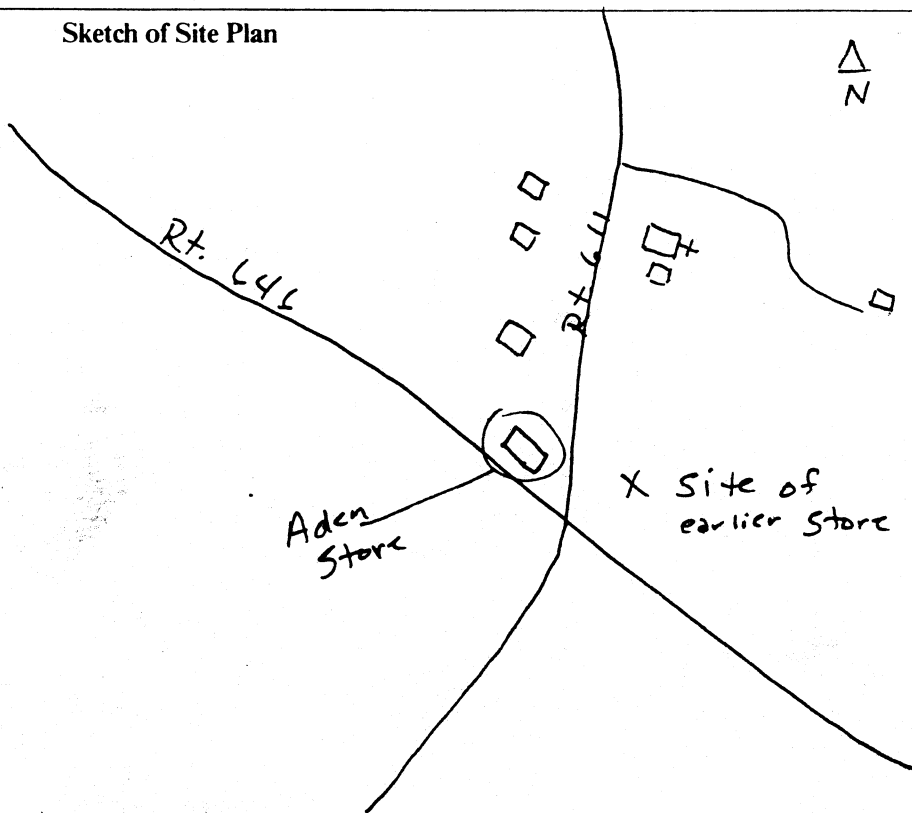 Sketch of Site Plan
N
Rt. 646
Rt. 611
X Site of
earlier Store
Aden
Store